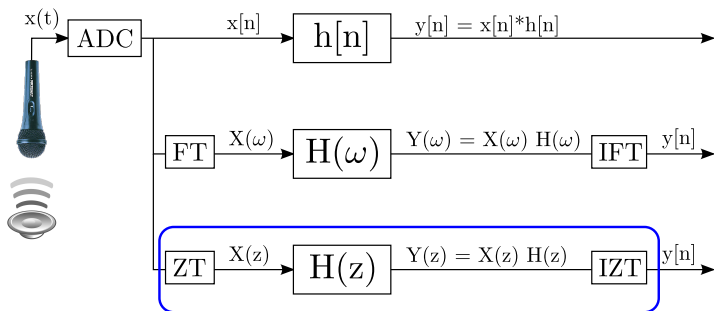 x(t)
ADC
x[n]
h[n]
y[n] = x[n]*h[n]
FT
X(ω)
H(ω)
Y(ω) = X(ω) H(ω)
IFT
y[n]
ZT
X(z)
H(z)
Y(z) = X(z) H(z)
IZT
y[n]